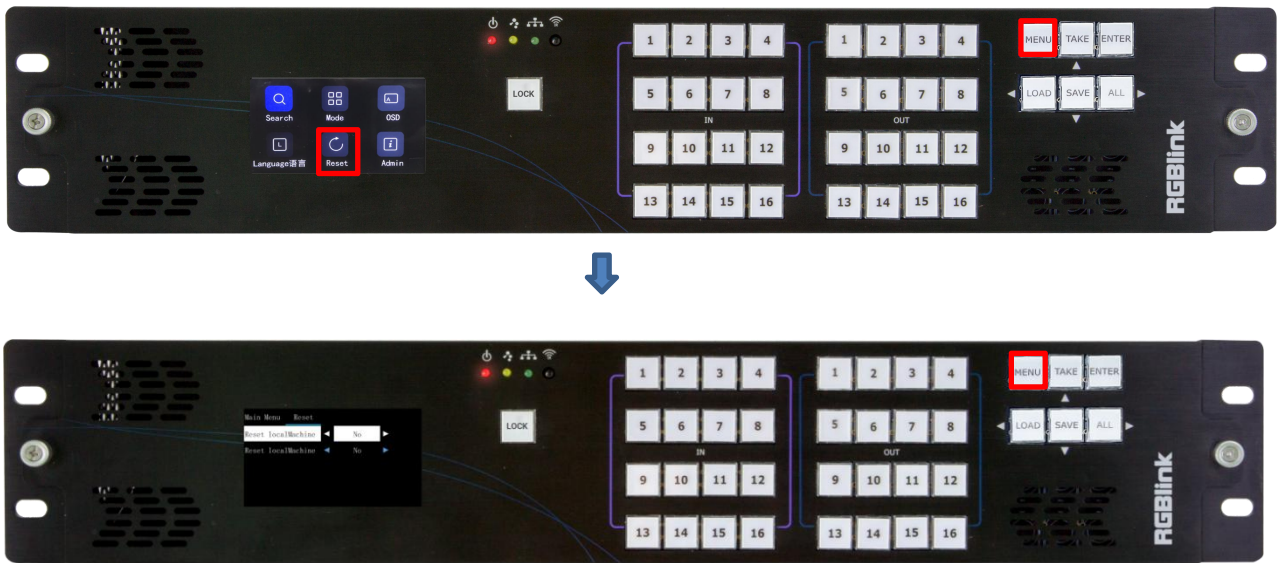 1 2 3 4
1 2 3 4
MENU TAKE ENTER
LOCK
Search Mode OSD
5 6 7 8
5 6 7 8
LOAD SAVE ALL
IN
OUT
Language语言 Reset Admin
9 10 11 12
9 10 11 12
RGBlink
13 14 15 16
13 14 15 16
1 2 3 4
1 2 3 4
MENU TAKE ENTER
Main Menu Reset
LOCK
Reset localMachine No
5 6 7 8
5 6 7 8
LOAD SAVE ALL
Reset localMachine No
IN
OUT
9 10 11 12
9 10 11 12
RGBlink
13 14 15 16
13 14 15 16